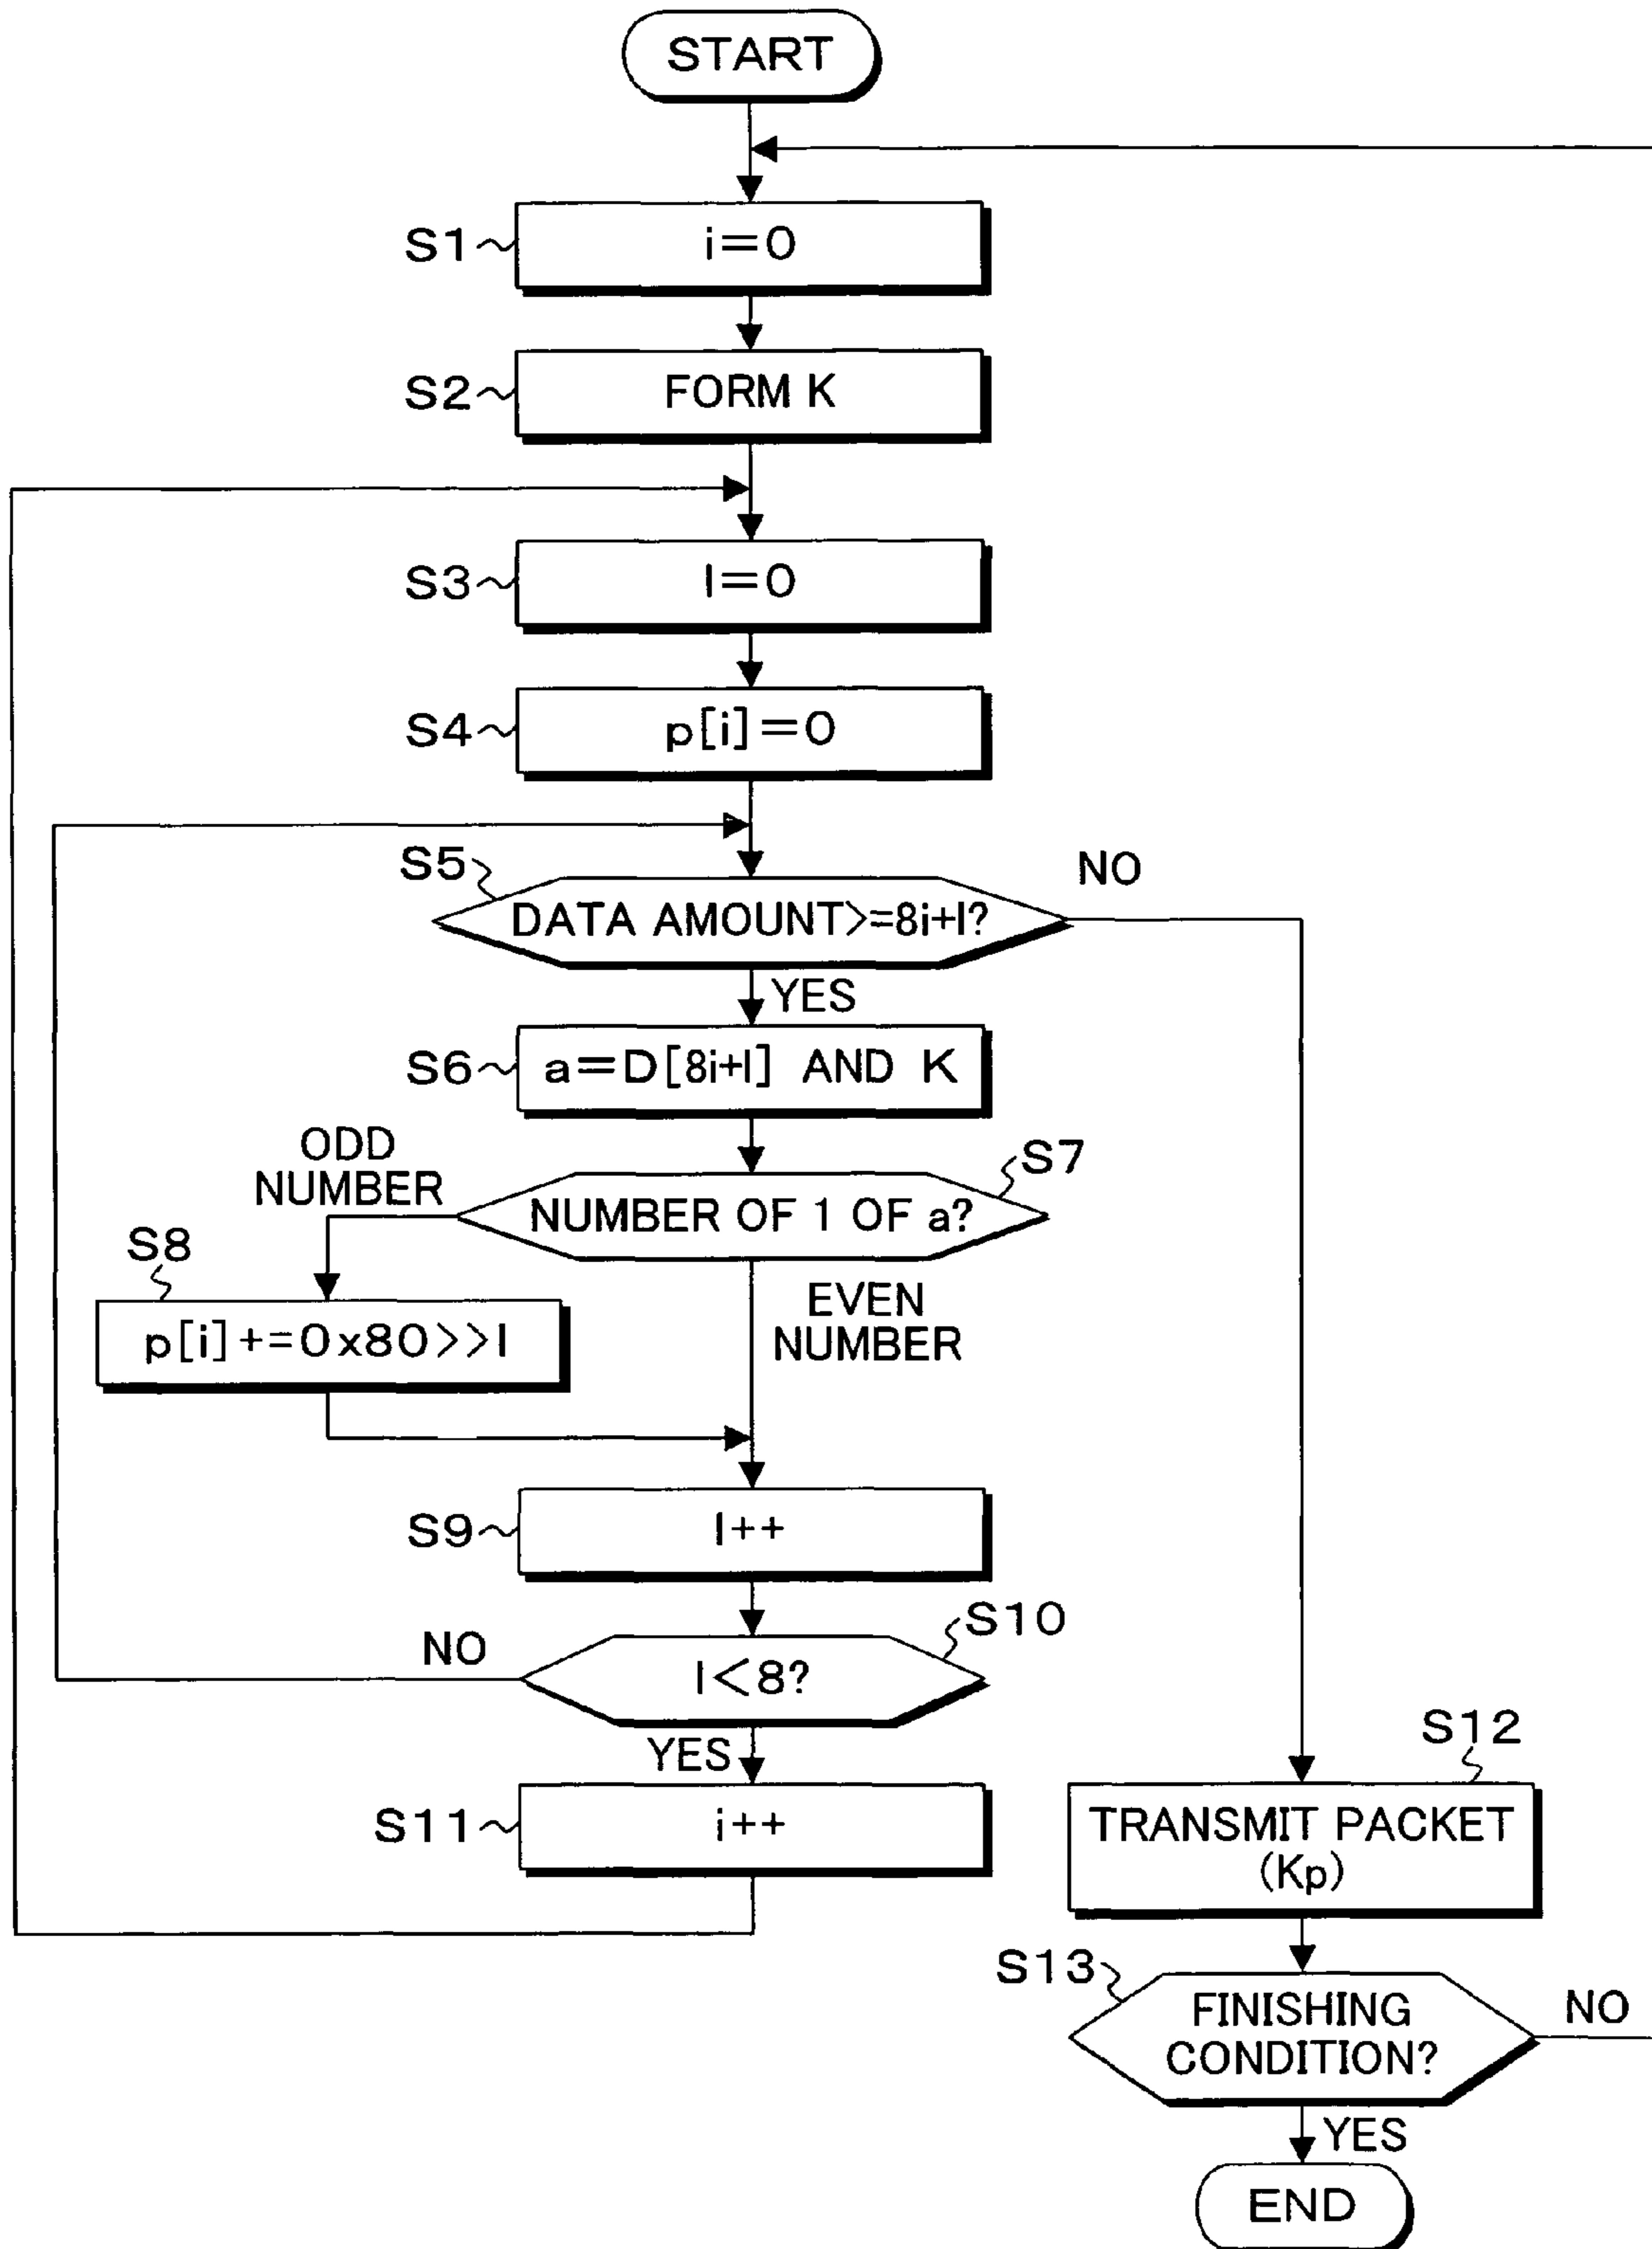 START
S1
i=0
S2
FORM K
S3
l=0
S4
p[i]=0
S5
DATA AMOUNT>=8i+l?
NO
YES
S6
a=D[8i+l] AND K
S7
NUMBER OF 1 OF a?
ODD
NUMBER
S8
p[i]+=0x80>>l
EVEN
NUMBER
S9
l++
S10
l<8?
NO
YES
S11
i++
S12
TRANSMIT PACKET
(Kp)
S13
FINISHING
CONDITION?
NO
YES
END